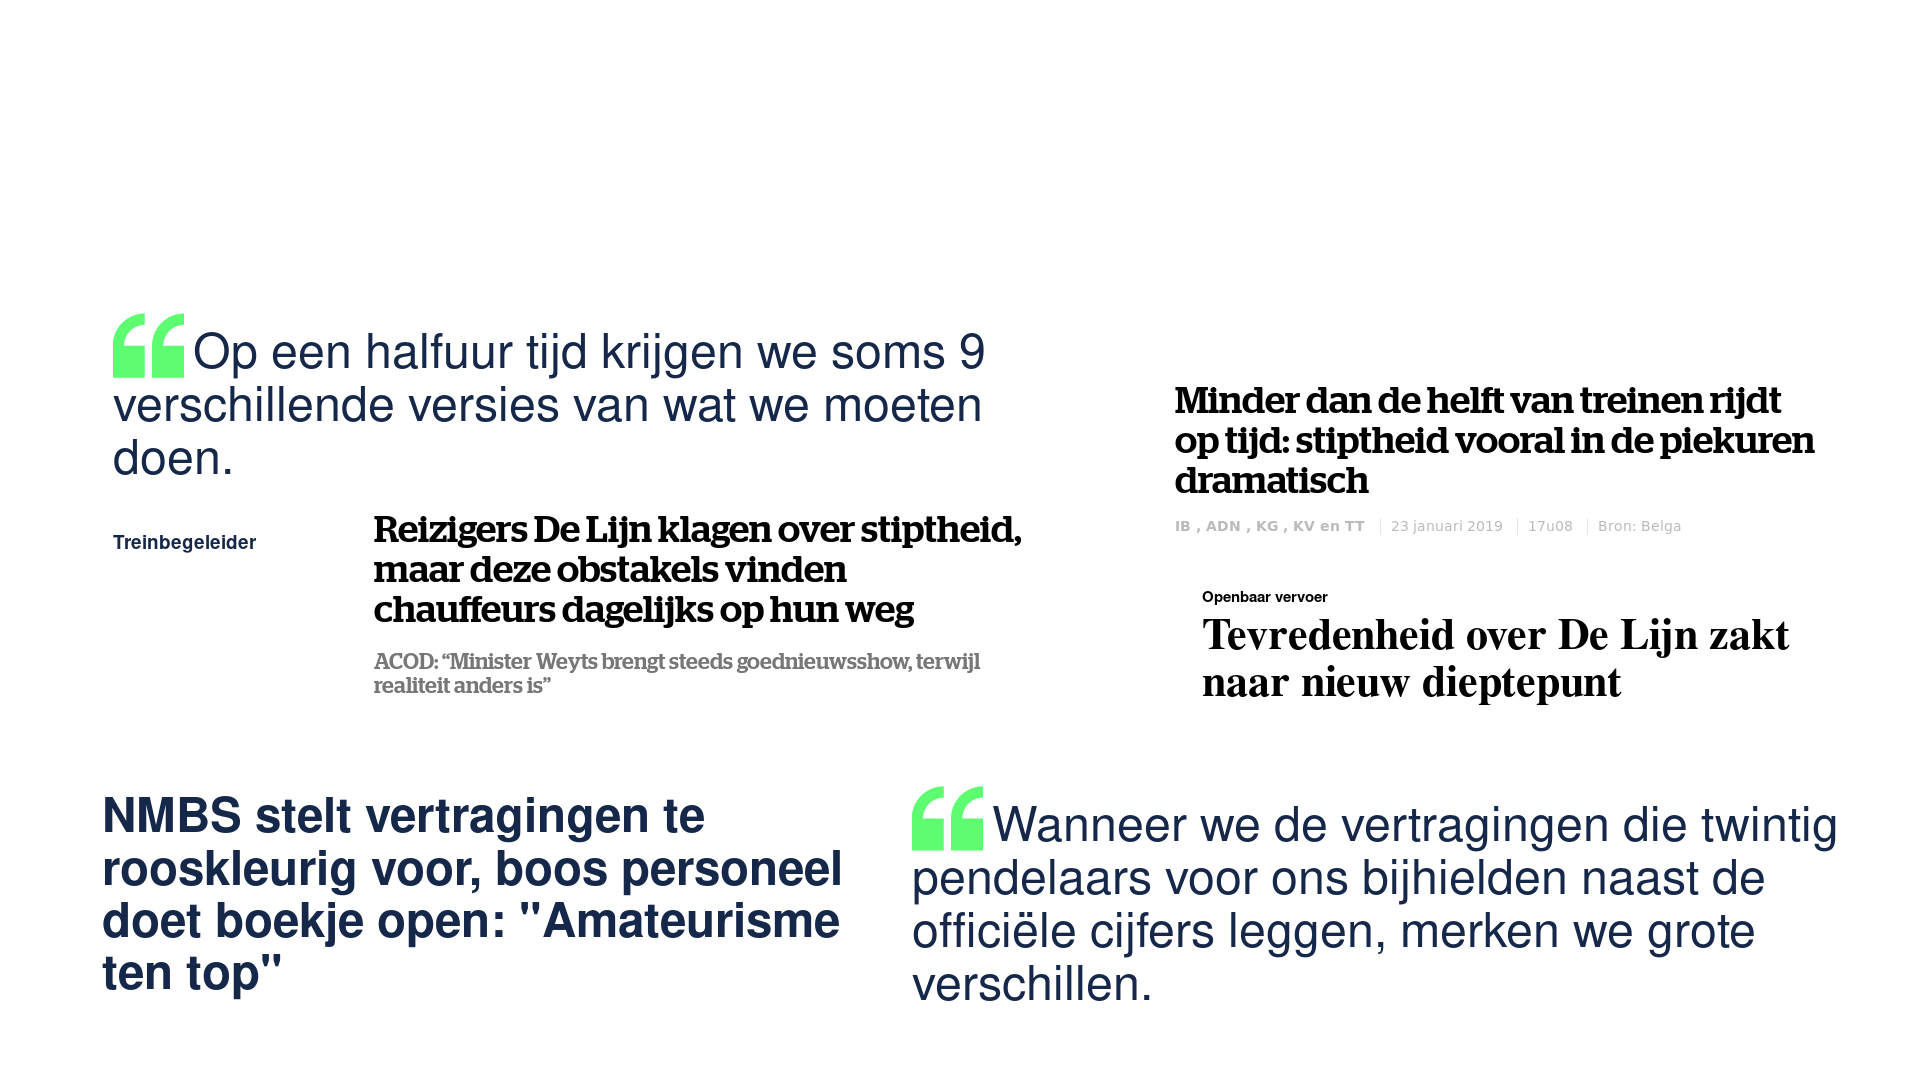 Op een halfuur tijd krijgen we soms 9
verschillende versies van wat we moeten
doen.
Treinbegeleider
Reizigers De Lijn klagen over stiptheid,
maar deze obstakels vinden
chauffeurs dagelijks op hun weg
ACOD: “Minister Weyts brengt steeds goednieuwsshow, terwijl
realiteit anders is”
Minder dan de helft van treinen rijdt
op tijd: stiptheid vooral in de piekuren
dramatisch
IB , ADN , KG , KV en TT | 23 januari 2019 | 17u08 | Bron: Belga
Openbaar vervoer
Tevredenheid over De Lijn zakt
naar nieuw dieptepunt
NMBS stelt vertragingen te
rooskleurig voor, boos personeel
doet boekje open: "Amateurisme
ten top"
Wanneer we de vertragingen die twintig
pendelaars voor ons bijhielden naast de
officiële cijfers leggen, merken we grote
verschillen.